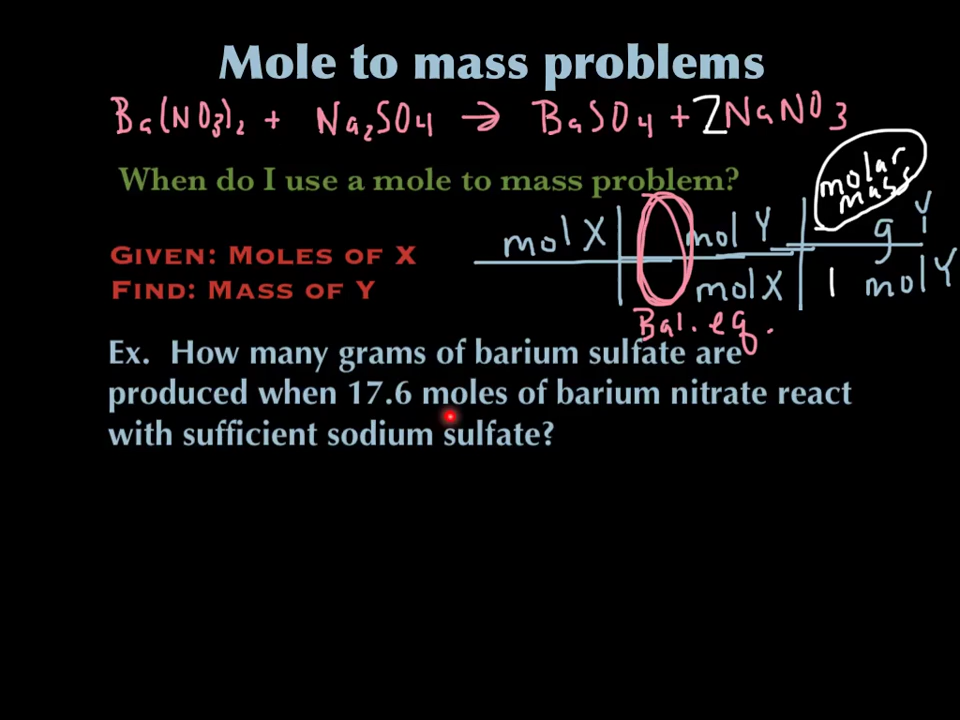 Mole to mass problems
Ba(NO3)2 + Na2SO4 → BaSO4 + 2NaNO3
When do I use a mole to mass problem?
molar
mass
mol X | mol Y | g Y
mol X | 1 mol Y
Given: Moles of X
Find: Mass of Y
Bal. eq.
Ex. How many grams of barium sulfate are
produced when 17.6 moles of barium nitrate react
with sufficient sodium sulfate?